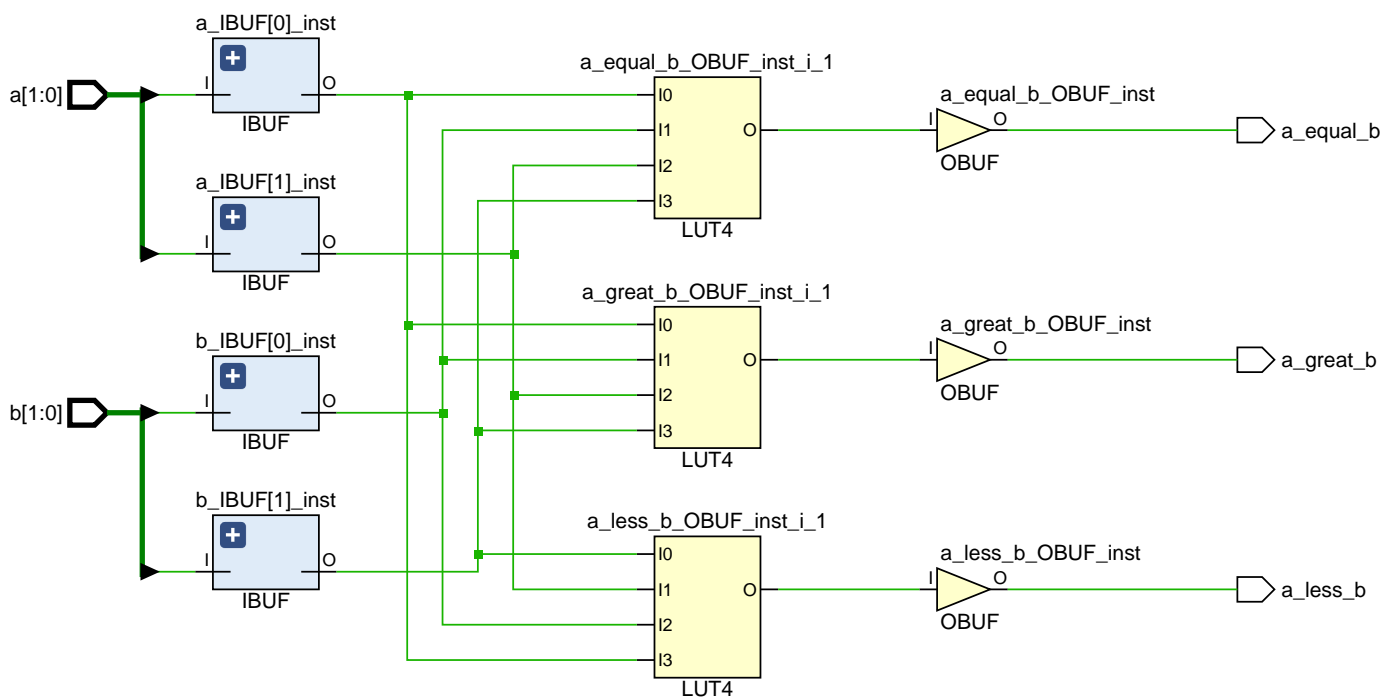 a[1:0]
a_IBUF[0]_inst
I
O
IBUF
a_IBUF[1]_inst
I
O
IBUF
b[1:0]
b_IBUF[0]_inst
I
O
IBUF
b_IBUF[1]_inst
I
O
IBUF
a_equal_b_OBUF_inst_i_1
I0
I1
I2
I3
O
LUT4
a_great_b_OBUF_inst_i_1
I0
I1
I2
I3
O
LUT4
a_less_b_OBUF_inst_i_1
I0
I1
I2
I3
O
LUT4
a_equal_b_OBUF_inst
I
O
OBUF
a_equal_b
a_great_b_OBUF_inst
I
O
OBUF
a_great_b
a_less_b_OBUF_inst
I
O
OBUF
a_less_b